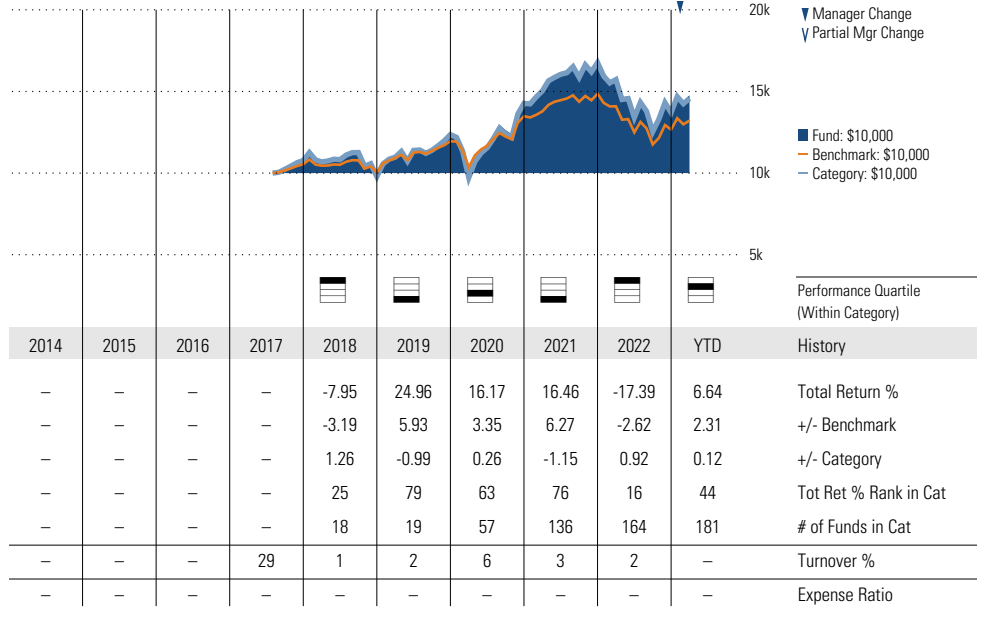 20k
Manager Change
Partial Mgr Change
15k
Fund: $10,000
Benchmark: $10,000
Category: $10,000
10k
5k
Performance Quartile
(Within Category)
2014 2015 2016 2017 2018 2019 2020 2021 2022 YTD History
– – – – -7.95 24.96 16.17 16.46 -17.39 6.64 Total Return %
– – – – -3.19 5.93 3.35 6.27 -2.62 2.31 +/- Benchmark
– – – – 1.26 -0.99 0.26 -1.15 0.92 0.12 +/- Category
– – – – 25 79 63 76 16 44 Tot Ret % Rank in Cat
– – – – 18 19 57 136 164 181 # of Funds in Cat
– – – 29 1 2 6 3 2 – Turnover %
– – – – – – – – – – Expense Ratio